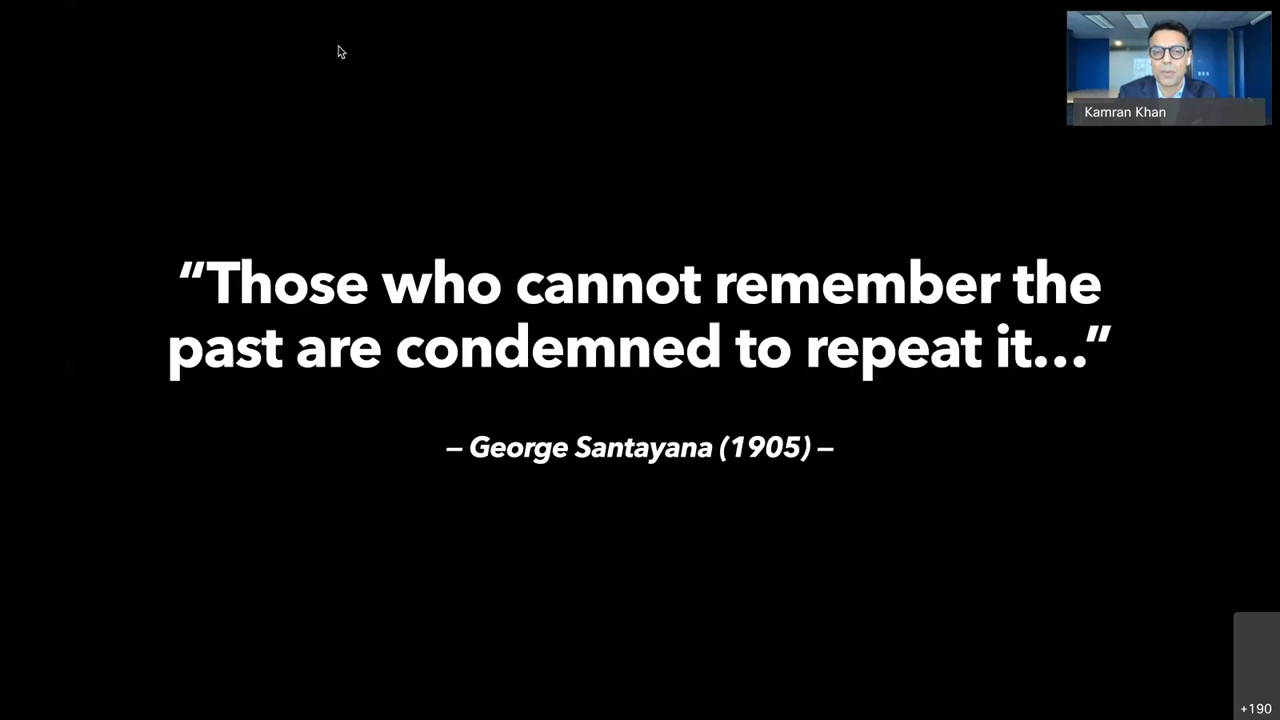 Kamran Khan
“Those who cannot remember the
past are condemned to repeat it...”
– George Santayana (1905) –
+190